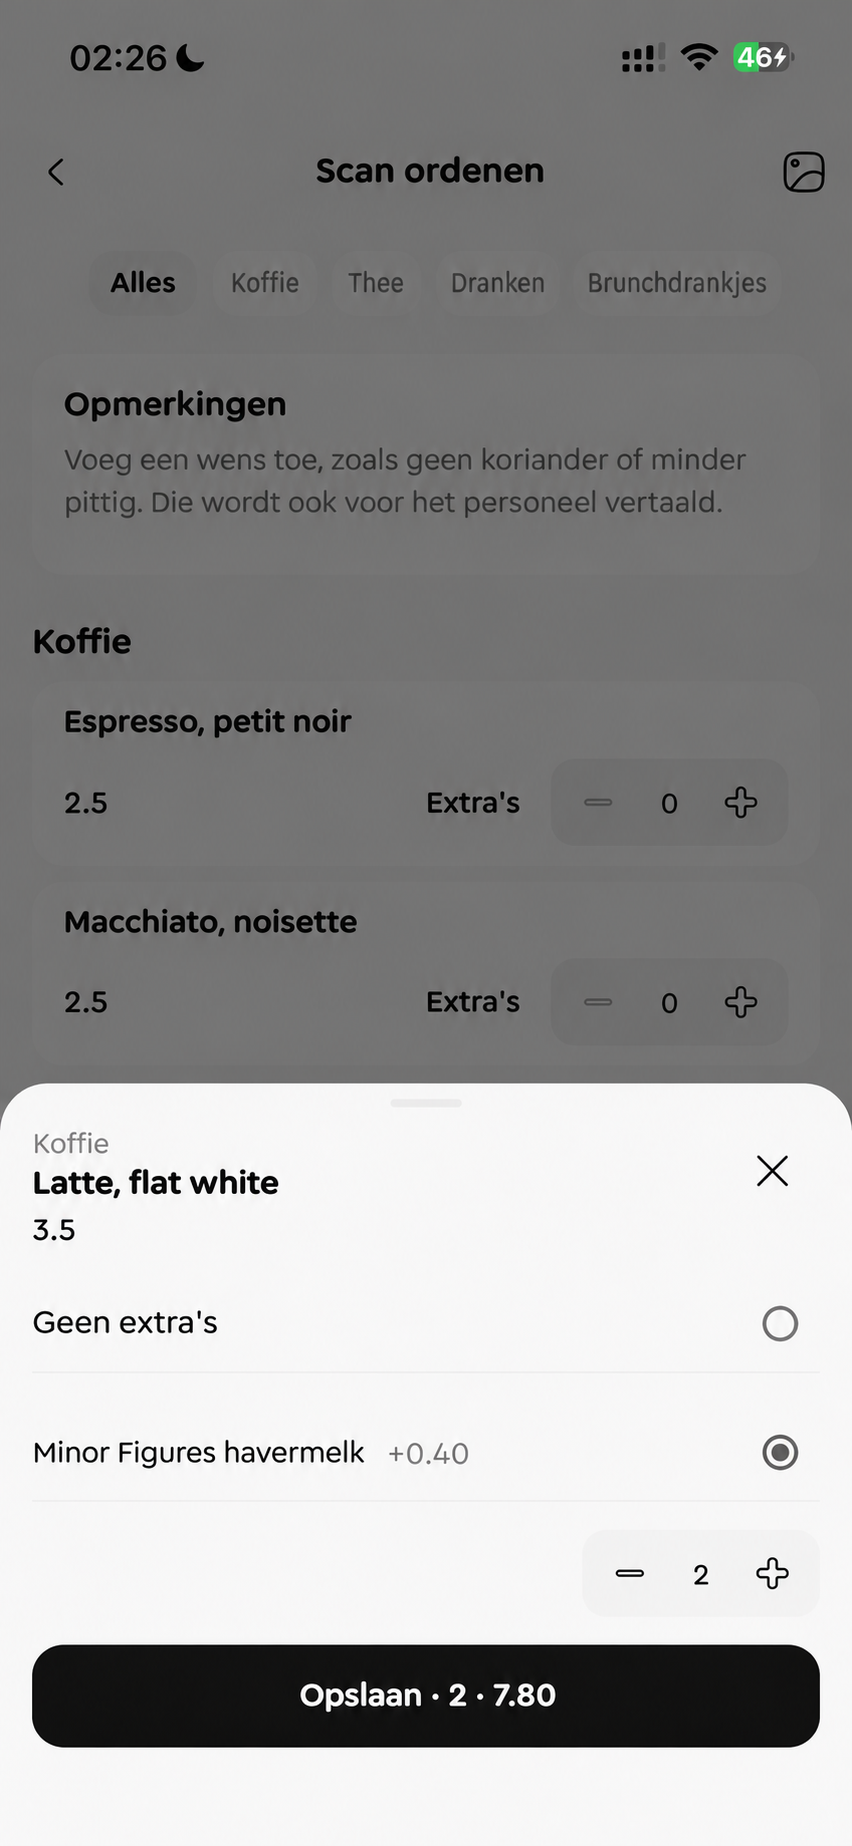 02:26
46
Scan ordenen
Alles
Koffie
Thee
Dranken
Brunchdrankjes
Opmerkingen
Voeg een wens toe, zoals geen koriander of minder
pittig. Die wordt ook voor het personeel vertaald.
Koffie
Espresso, petit noir
2.5
Extra's
0
Macchiato, noisette
2.5
Extra's
0
Koffie
Latte, flat white
3.5
Geen extra's
Minor Figures havermelk +0.40
2
Opslaan · 2 · 7.80